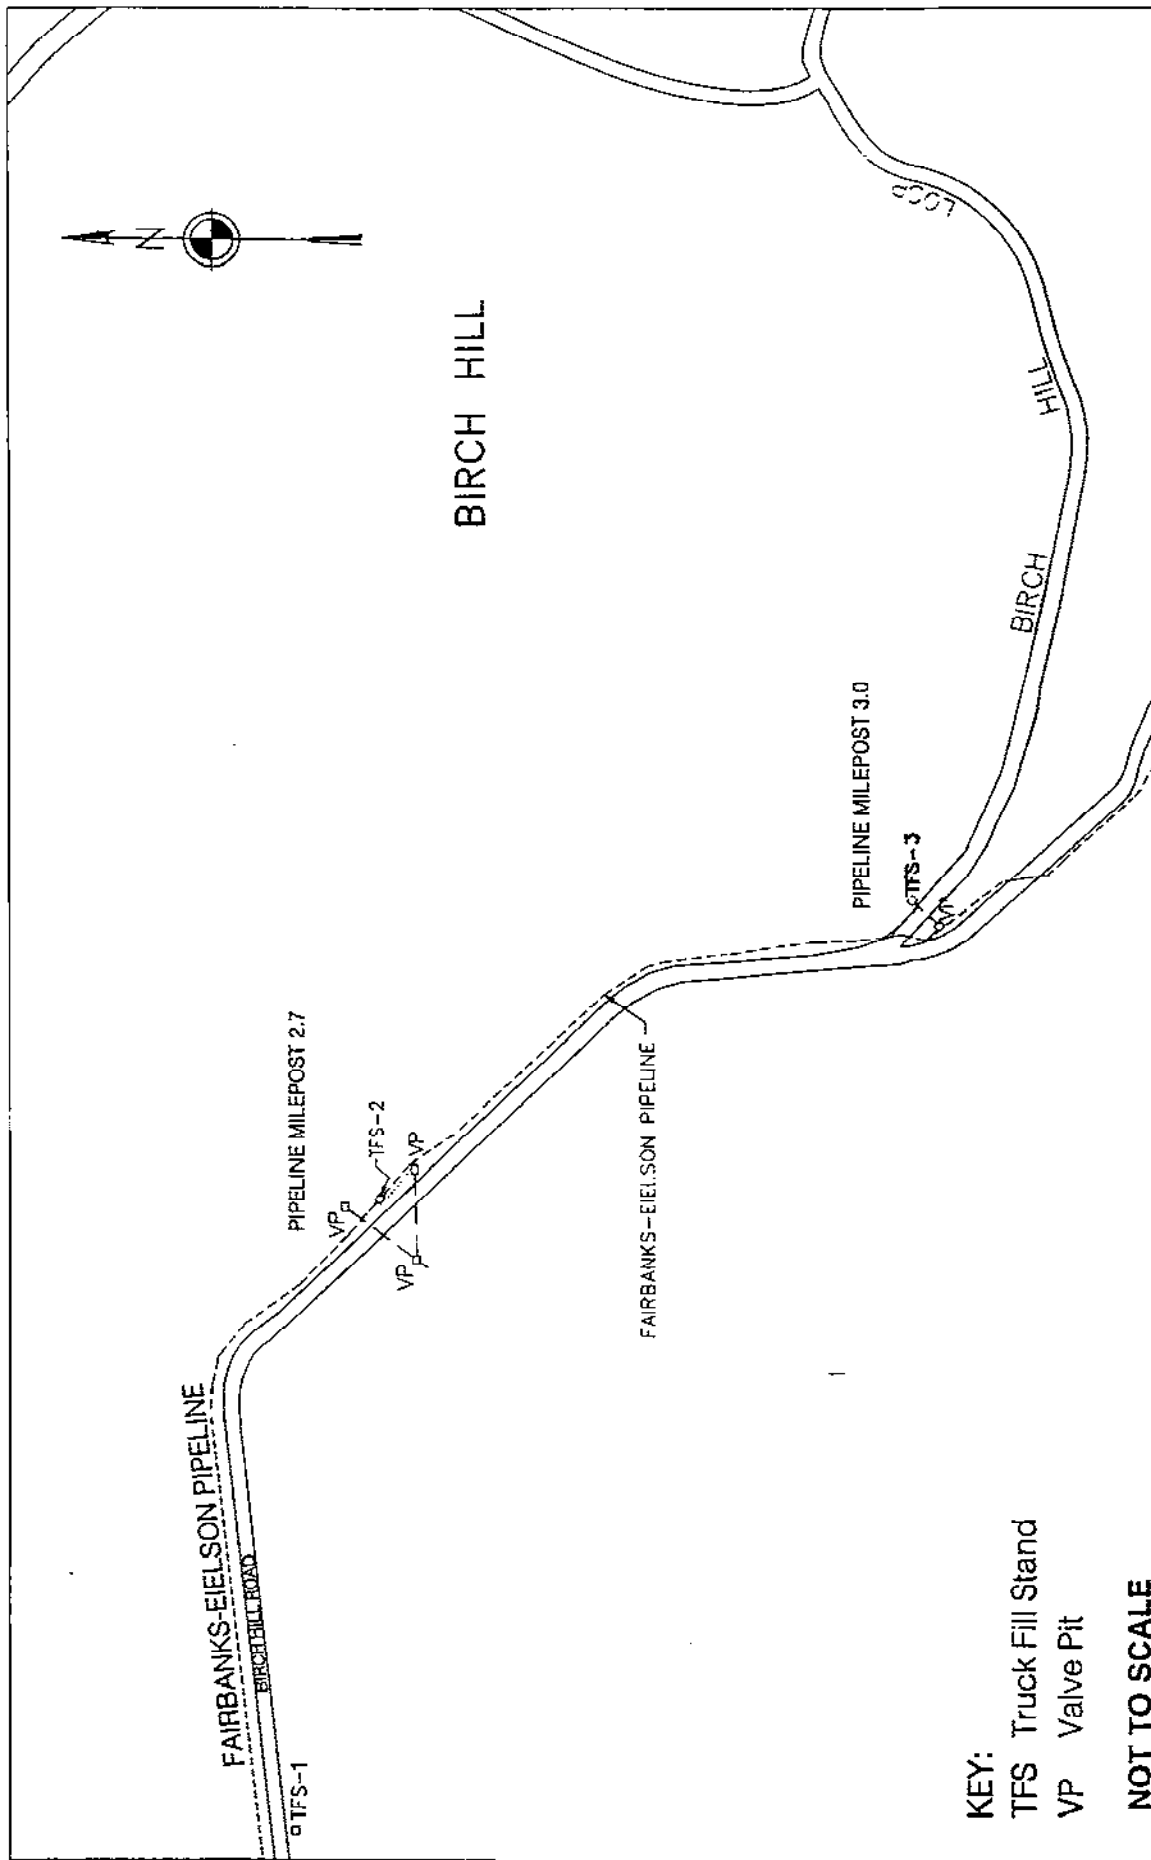 N
BIRCH HILL
FAIRBANKS-EIELSON PIPELINE
BIRCH HILL ROAD
TFS-1
PIPELINE MILEPOST 2.7
VP
TFS-2
VP
VP
FAIRBANKS-EIELSON PIPELINE
PIPELINE MILEPOST 3.0
TFS-3
VP
BIRCH HILL LOOP
KEY:
TFS Truck Fill Stand
VP Valve Pit
NOT TO SCALE